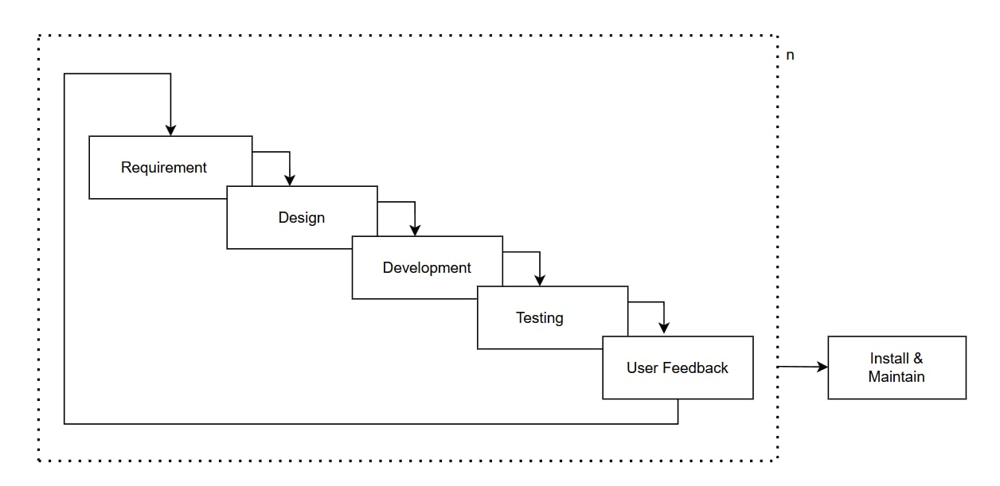 n
Requirement
Design
Development
Testing
User Feedback
Install &
Maintain